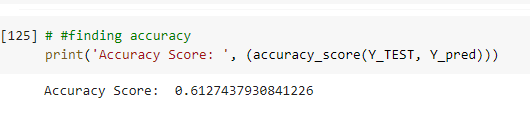 [125] # #finding accuracy
print('Accuracy Score: ', (accuracy_score(Y_TEST, Y_pred)))
Accuracy Score:  0.6127437930841226